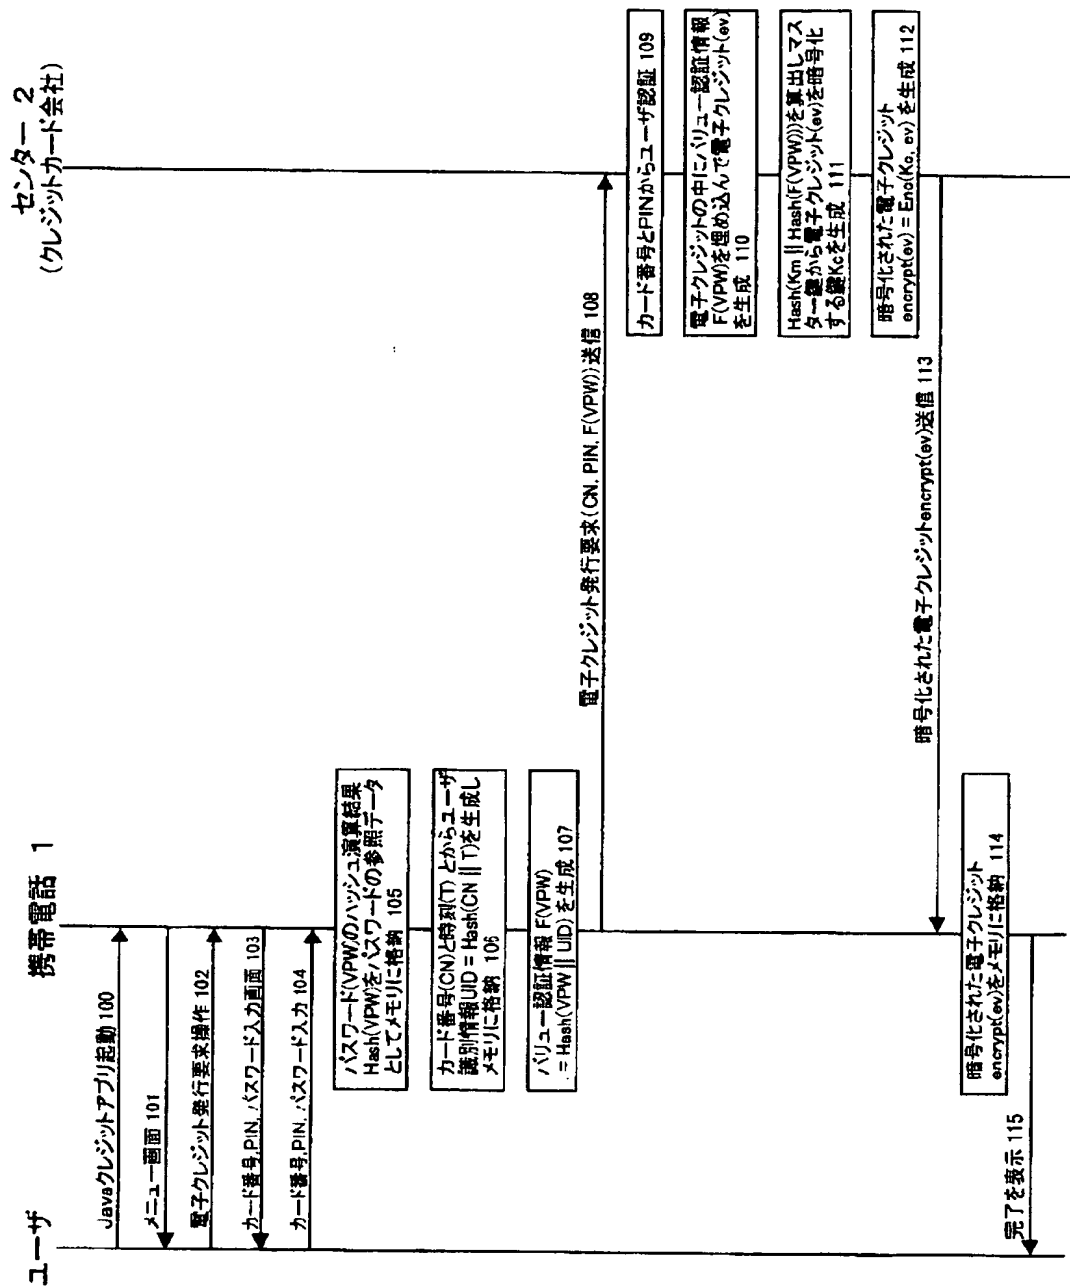 ユーザ
携帯電話 1
センター 2
(クレジットカード会社)
Javaクレジットアプリ起動 100
メニュー画面 101
電子クレジット発行要求操作 102
カード番号,PIN, パスワード入力画面 103
カード番号,PIN, パスワード入力 104
パスワード(VPW)のハッシュ演算結果
Hash(VPW)をパスワードの参照データ
としてメモリに格納 105
カード番号(CN)と時刻(T) とからユーザ
識別情報UID = Hash(CN || T)を生成し
メモリに格納 106
バリュー認証情報 F(VPW)
= Hash(VPW || UID) を生成 107
電子クレジット発行要求(CN, PIN, F(VPW))送信 108
カード番号とPINからユーザ認証 109
電子クレジットの中にバリュー認証情報
F(VPW)を埋め込んで電子クレジット(ev)
を生成 110
Hash(Km || Hash(F(VPW)))を算出しマス
ター鍵から電子クレジット(ev)を暗号化
する鍵Kcを生成 111
暗号化された電子クレジット
encrypt(ev) = Enc(Kc, ev) を生成 112
暗号化された電子クレジットencrypt(ev)送信 113
暗号化された電子クレジット
encrypt(ev)をメモリに格納 114
完了を表示 115